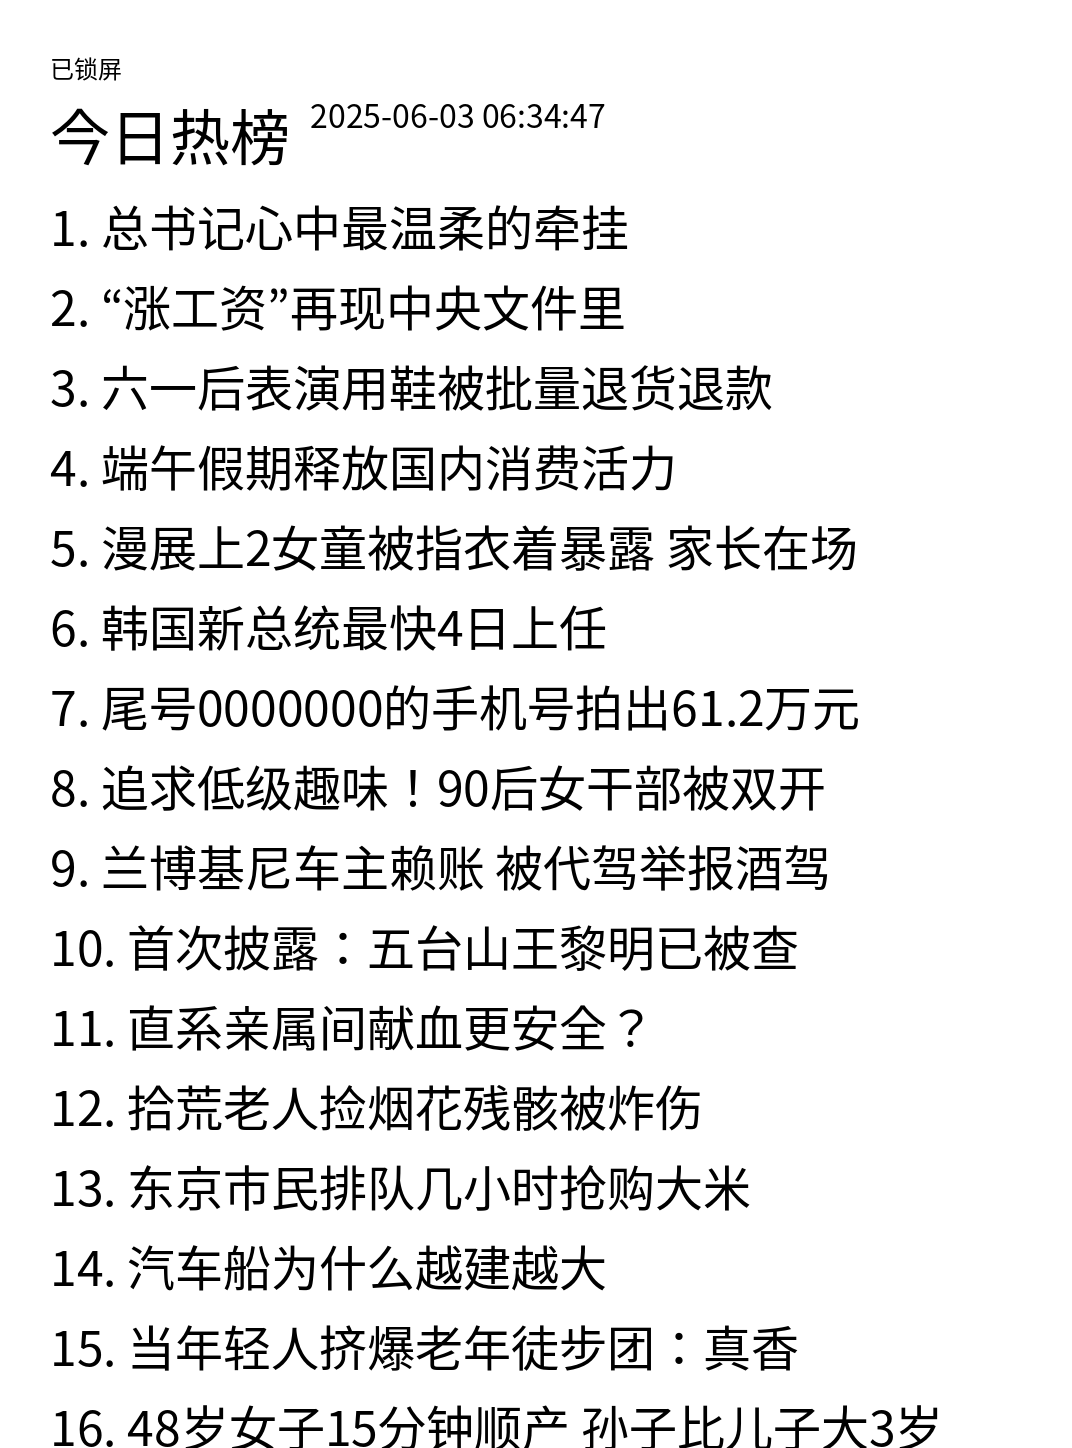 已锁屏
今日热榜 2025-06-03 06:34:47
1. 总书记心中最温柔的牵挂
2. “涨工资”再现中央文件里
3. 六一后表演用鞋被批量退货退款
4. 端午假期释放国内消费活力
5. 漫展上2女童被指衣着暴露 家长在场
6. 韩国新总统最快4日上任
7. 尾号0000000的手机号拍出61.2万元
8. 追求低级趣味！90后女干部被双开
9. 兰博基尼车主赖账 被代驾举报酒驾
10. 首次披露：五台山王黎明已被查
11. 直系亲属间献血更安全？
12. 拾荒老人捡烟花残骸被炸伤
13. 东京市民排队几小时抢购大米
14. 汽车船为什么越建越大
15. 当年轻人挤爆老年徒步团：真香
16. 48岁女子15分钟顺产 孙子比儿子大3岁